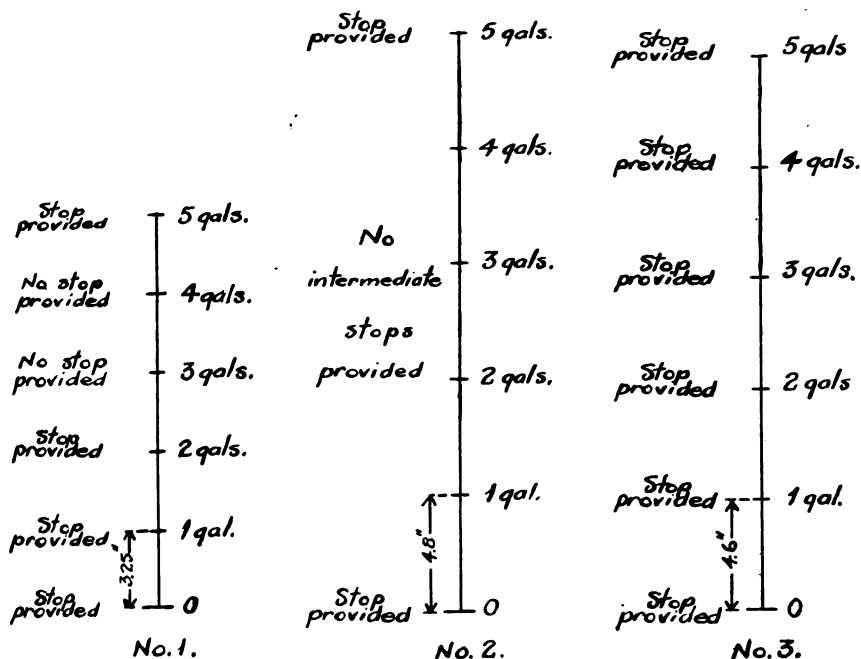 Stop
provided
5 gals.
No stop
provided
4 gals.
No stop
provided
3 gals.
Stop
provided
2 gals.
Stop
provided
1 gal.
3.25"
Stop
provided
0
No. 1.
Stop
provided
5 gals.
4 gals.
No
intermediate
stops
provided
3 gals.
2 gals.
1 gal.
4.8"
Stop
provided
0
No. 2.
Stop
provided
5 gals
Stop
provided
4 gals.
Stop
provided
3 gals.
Stop
provided
2 gals
Stop
provided
1 gal.
4.6"
Stop
provided
0
No. 3.